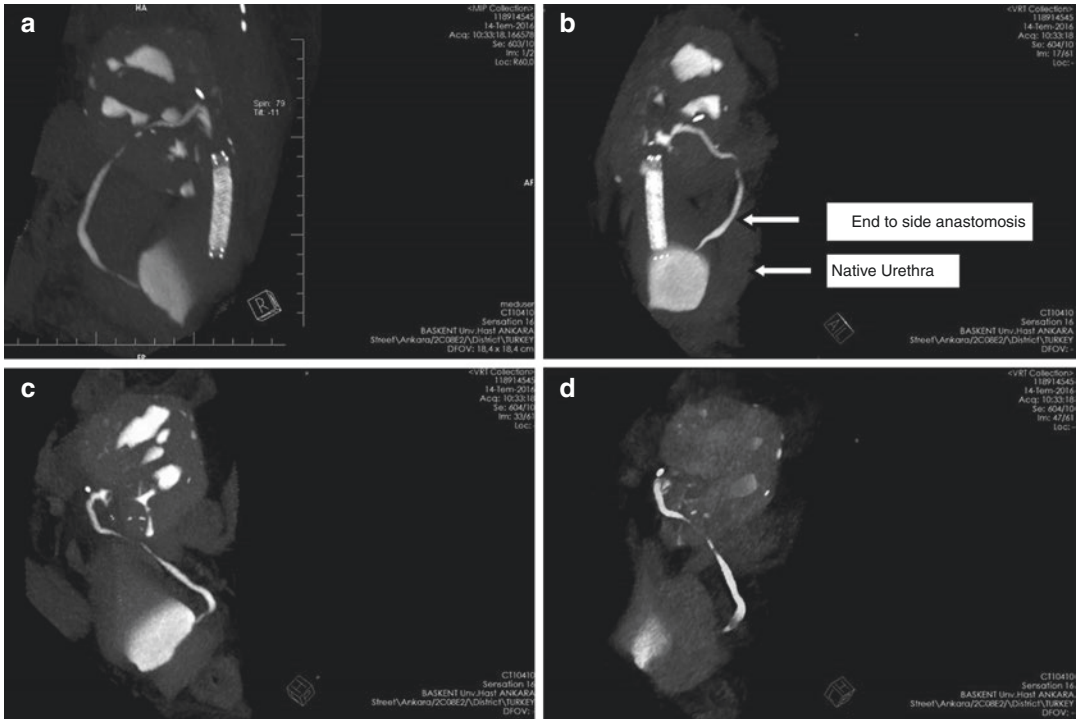 a
HA
<MIP Collection>
118914545
14-Tem-2016
Acq: 10:33:18.166578
Se: 603/10
Im: 1/2
Loc: R60,0
Spin: 79
Tilt: -11
AF
R
meduser
CT10410
Sensation 16
BASKENT Unv.Hast ANKARA
Street\Ankara/2C08E2/\District\TURKEY
DFOV: 18,4 x 18,4 cm
b
<VRT Collection>
118914545
14-Tem-2016
Acq: 10:33:18
Se: 604/10
Im: 17/61
Loc: -
End to side anastomosis
Native Urethra
CT10410
Sensation 16
BASKENT Unv.Hast ANKARA
Street\Ankara/2C08E2/\District\TURKEY
DFOV: -
c
<VRT Collection>
118914545
14-Tem-2016
Acq: 10:33:18
Se: 604/10
Im: 33/61
Loc: -
CT10410
Sensation 16
BASKENT Unv.Hast ANKARA
Street\Ankara/2C08E2/\District\TURKEY
DFOV: -
d
<VRT Collection>
118914545
14-Tem-2016
Acq: 10:33:18
Se: 604/10
Im: 47/61
Loc: -
CT10410
Sensation 16
BASKENT Unv.Hast ANKARA
Street\Ankara/2C08E2/\District\TURKEY
DFOV: -